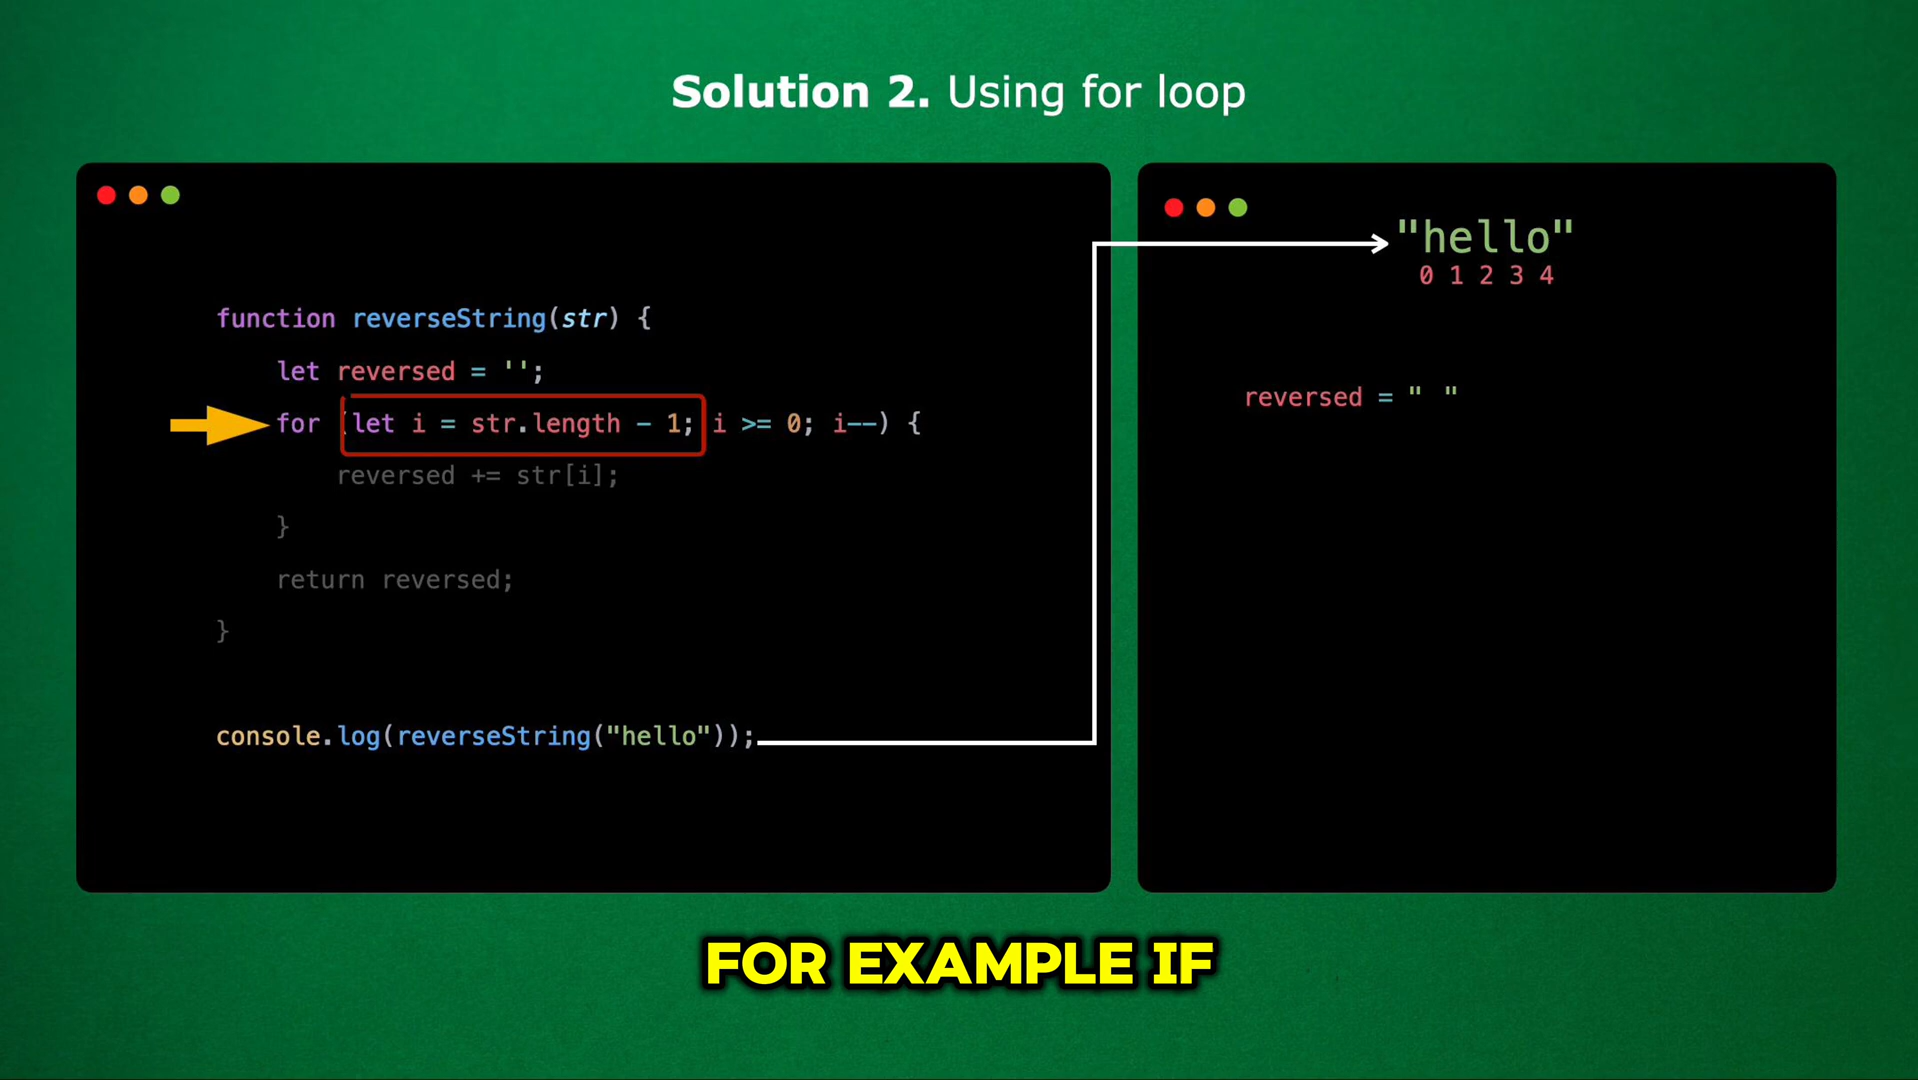 Solution 2. Using for loop
function reverseString(str) {
let reversed = '';
for (let i = str.length - 1; i >= 0; i--) {
reversed += str[i];
}
return reversed;
}
console.log(reverseString("hello"));
"hello"
0 1 2 3 4
reversed = " "
FOR EXAMPLE IF